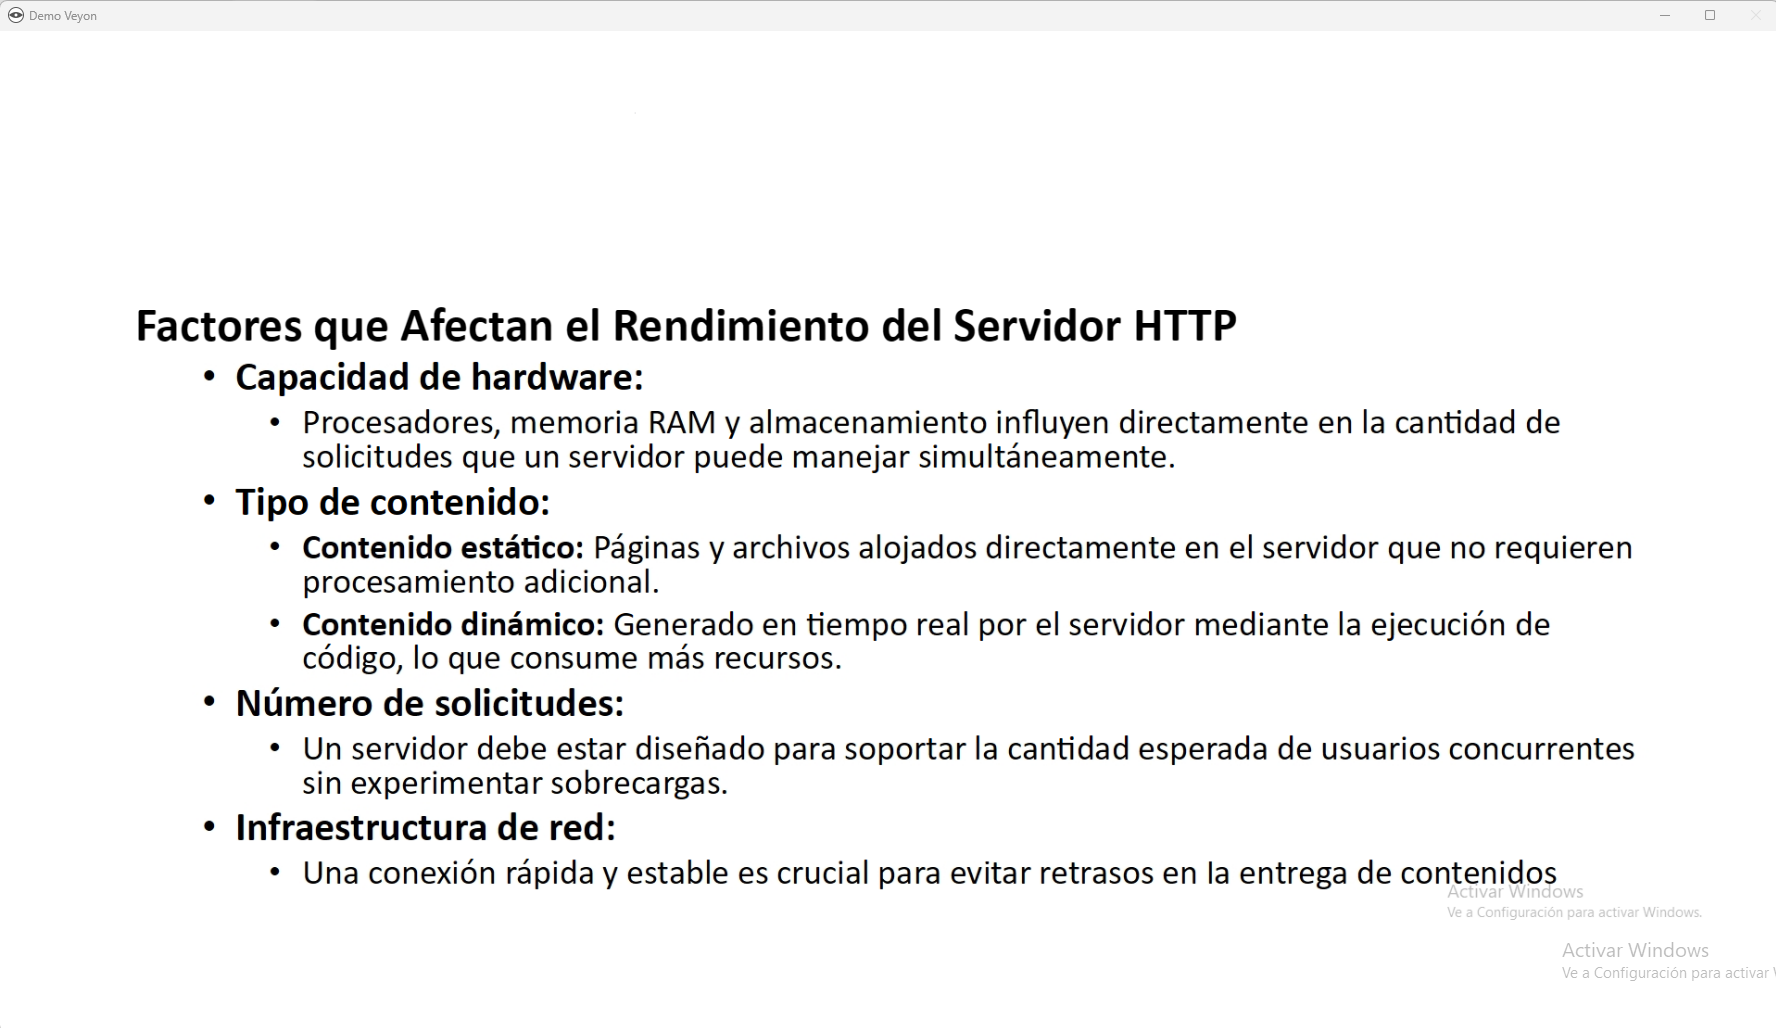 Demo Veyon
Factores que Afectan el Rendimiento del Servidor HTTP
• Capacidad de hardware:
• Procesadores, memoria RAM y almacenamiento influyen directamente en la cantidad de
solicitudes que un servidor puede manejar simultáneamente.
• Tipo de contenido:
• Contenido estático: Páginas y archivos alojados directamente en el servidor que no requieren
procesamiento adicional.
• Contenido dinámico: Generado en tiempo real por el servidor mediante la ejecución de
código, lo que consume más recursos.
• Número de solicitudes:
• Un servidor debe estar diseñado para soportar la cantidad esperada de usuarios concurrentes
sin experimentar sobrecargas.
• Infraestructura de red:
• Una conexión rápida y estable es crucial para evitar retrasos en la entrega de contenidos
Activar Windows
Ve a Configuración para activar Windows.
Activar Windows
Ve a Configuración para activar